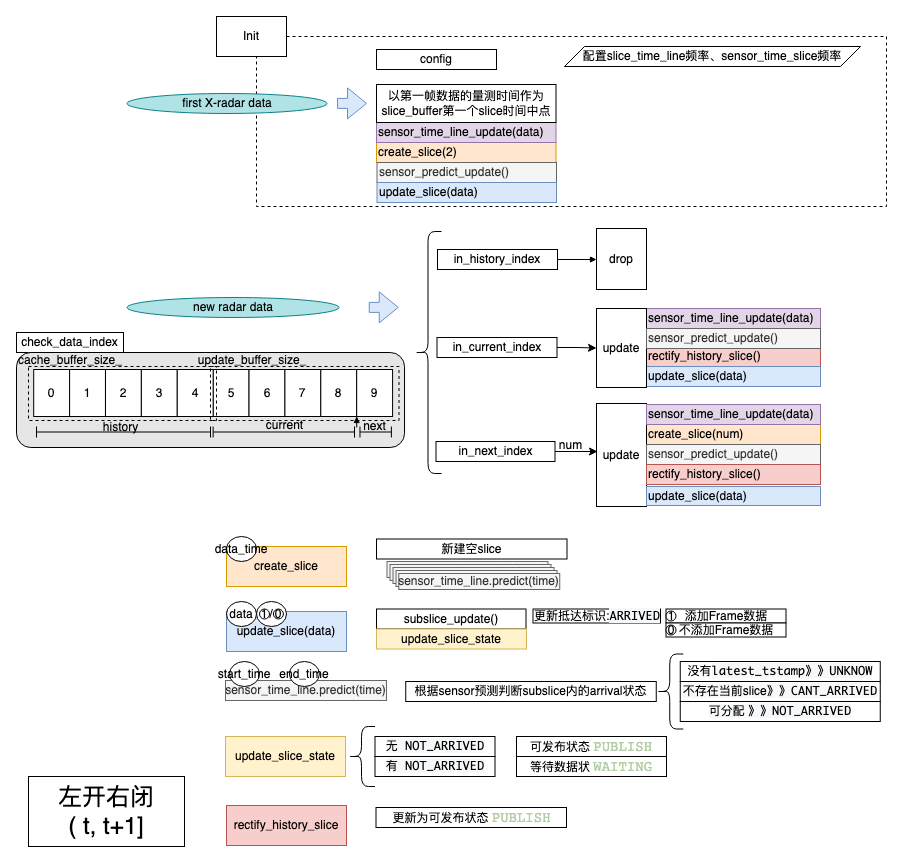 Init
config
配置slice_time_line频率、sensor_time_slice频率
first X-radar data
以第一帧数据的量测时间作为
slice_buffer第一个slice时间中点
sensor_time_line_update(data)
create_slice(2)
sensor_predict_update()
update_slice(data)
in_history_index
drop
new radar data
check_data_index
cache_buffer_size_
update_buffer_size_
0 1 2 3 4 5 6 7 8 9
history
current
next
in_current_index
update
sensor_time_line_update(data)
sensor_predict_update()
rectify_history_slice()
update_slice(data)
in_next_index
num
update
sensor_time_line_update(data)
create_slice(num)
sensor_predict_update()
rectify_history_slice()
update_slice(data)
data_time
create_slice
新建空slice
sensor_time_line.predict(time)
data
①/⓪
update_slice(data)
subslice_update()
update_slice_state
更新抵达标识:ARRIVED
① 添加Frame数据
⓪ 不添加Frame数据
start_time
end_time
sensor_time_line.predict(time)
根据sensor预测判断subslice内的arrival状态
没有latest_tstamp》》UNKNOW
不存在当前slice》》CANT_ARRIVED
可分配 》》NOT_ARRIVED
update_slice_state
无 NOT_ARRIVED
有 NOT_ARRIVED
可发布状态 PUBLISH
等待数据状 WAITING
左开右闭
( t, t+1]
rectify_history_slice
更新为可发布状态 PUBLISH